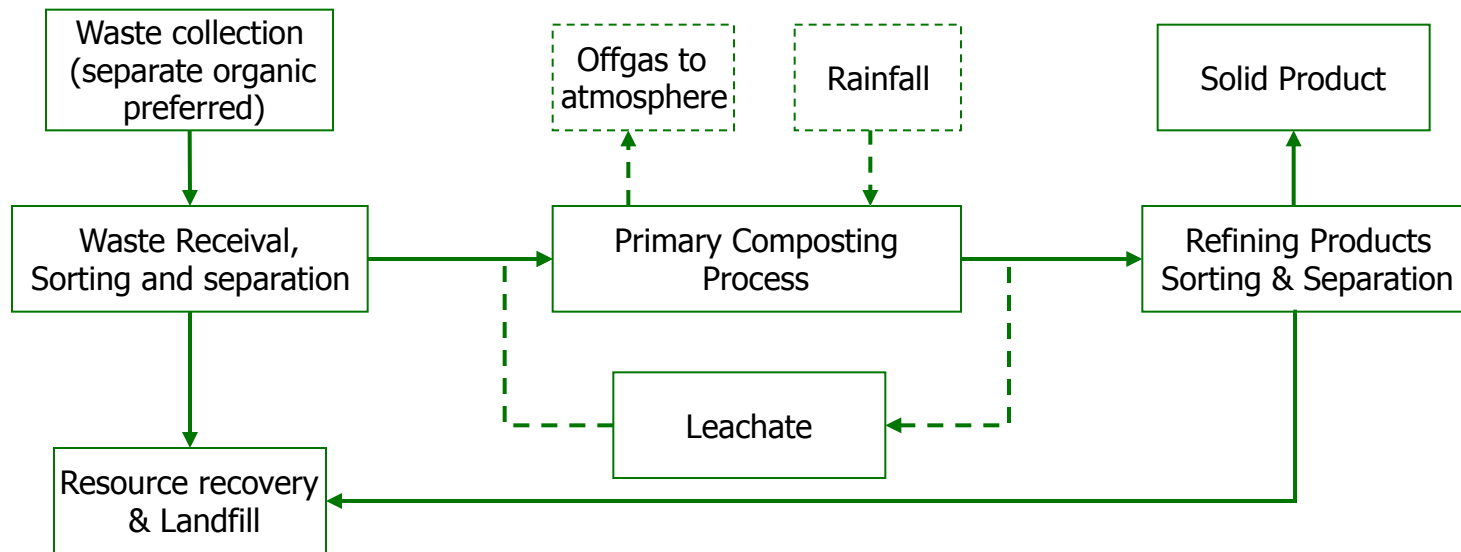 Waste collection
(separate organic
preferred)
Offgas to
atmosphere
Rainfall
Solid Product
Waste Receival,
Sorting and separation
Primary Composting
Process
Refining Products
Sorting & Separation
Leachate
Resource recovery
& Landfill